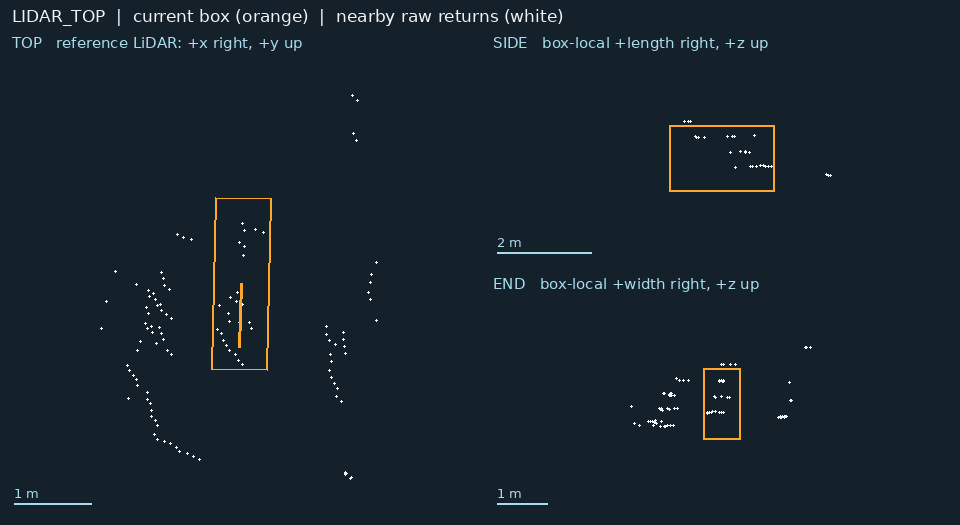 LIDAR_TOP | current box (orange) | nearby raw returns (white)
TOP reference LiDAR: +x right, +y up
SIDE box-local +length right, +z up
2 m
END box-local +width right, +z up
1 m
1 m